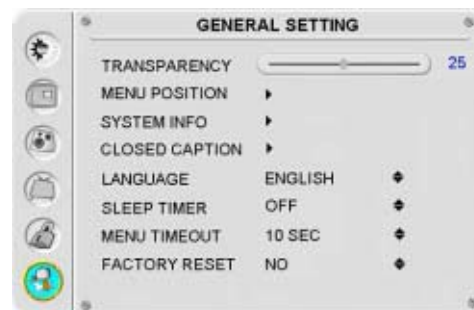 GENERAL SETTING
TRANSPARENCY 25
MENU POSITION
SYSTEM INFO
CLOSED CAPTION
LANGUAGE ENGLISH
SLEEP TIMER OFF
MENU TIMEOUT 10 SEC
FACTORY RESET NO